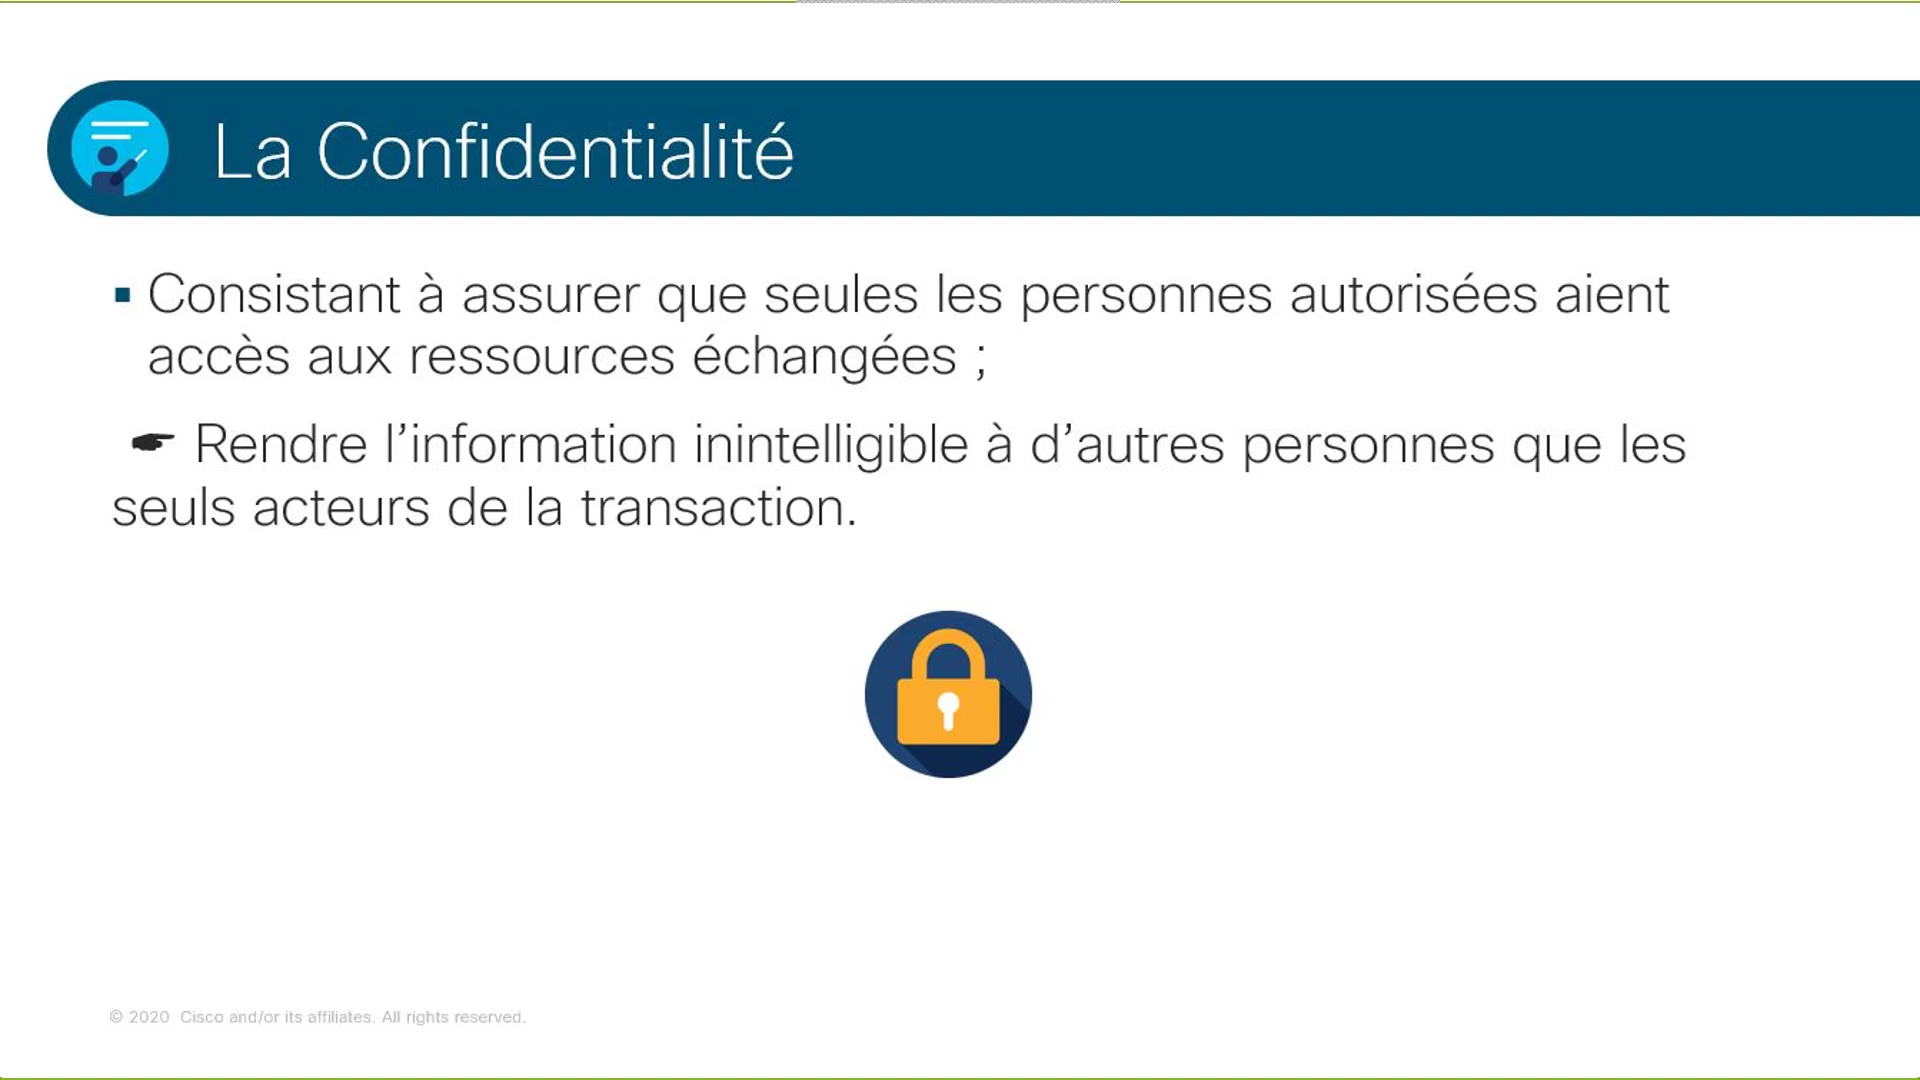 La Confidentialité
▪ Consistant à assurer que seules les personnes autorisées aient
accès aux ressources échangées ;
☛ Rendre l’information inintelligible à d’autres personnes que les
seuls acteurs de la transaction.
© 2020 Cisco and/or its affiliates. All rights reserved.